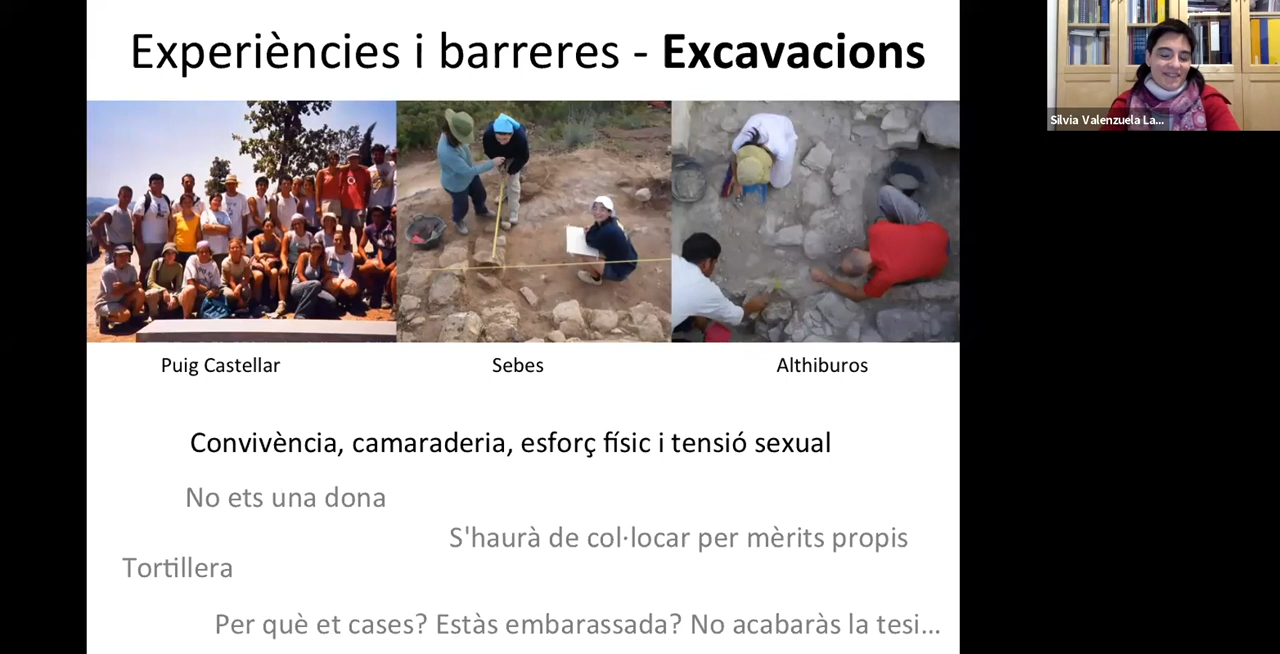 Experiències i barreres - Excavacions
Silvia Valenzuela La...
Puig Castellar
Sebes
Althiburos
Convivència, camaraderia, esforç físic i tensió sexual
No ets una dona
S'haurà de col·locar per mèrits propis
Tortillera
Per què et cases? Estàs embarassada? No acabaràs la tesi...